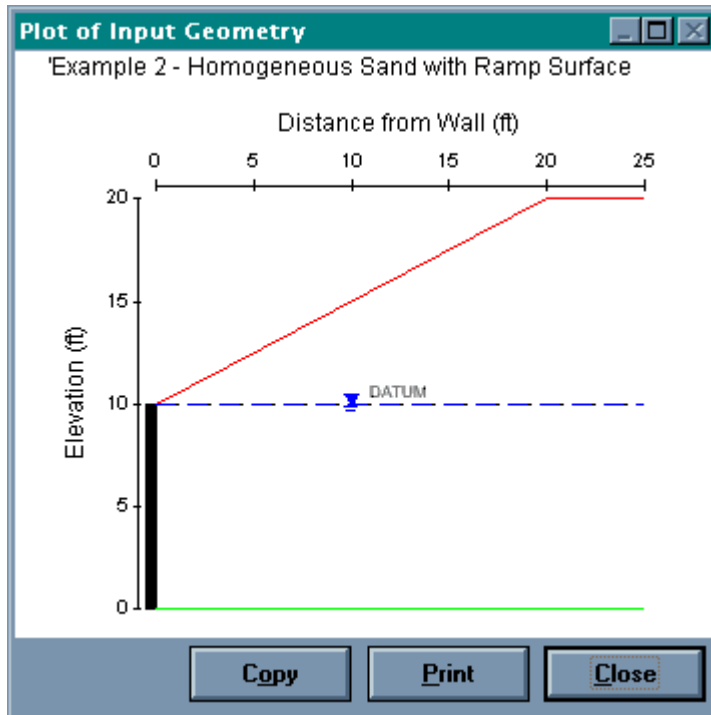 Plot of Input Geometry
'Example 2 - Homogeneous Sand with Ramp Surface
Distance from Wall (ft)
0 5 10 15 20 25
20
15
10
5
0
Elevation (ft)
DATUM
Copy Print Close